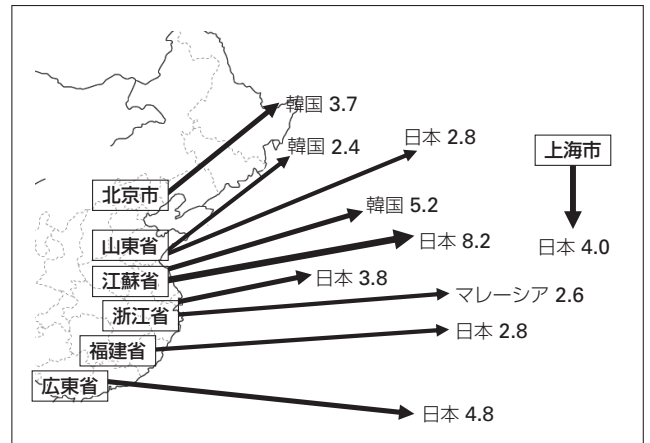 韓国 3.7
韓国 2.4
日本 2.8
上海市
北京市
韓国 5.2
山東省
日本 8.2
日本 4.0
江蘇省
日本 3.8
マレーシア 2.6
浙江省
日本 2.8
福建省
広東省
日本 4.8